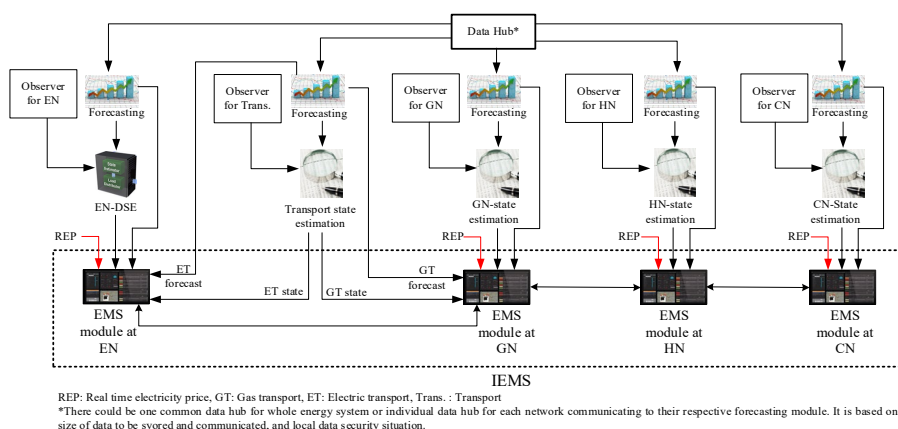 Data Hub*
Observer
for EN
Forecasting
Observer
for Trans.
Forecasting
Observer
for GN
Forecasting
Observer
for HN
Forecasting
Observer
for CN
Forecasting
EN-DSE
Transport state
estimation
GN-state
estimation
HN-state
estimation
CN-State
estimation
REP
REP
REP
REP
ET
forecast
ET state
GT state
GT
forecast
EMS
module at
EN
EMS
module at
GN
EMS
module at
HN
EMS
module at
CN
IEMS
REP: Real time electricity price, GT: Gas transport, ET: Electric transport, Trans. : Transport
*There could be one common data hub for whole energy system or individual data hub for each network communicating to their respective forecasting module. It is based on
size of data to be svored and communicated, and local data security situation.